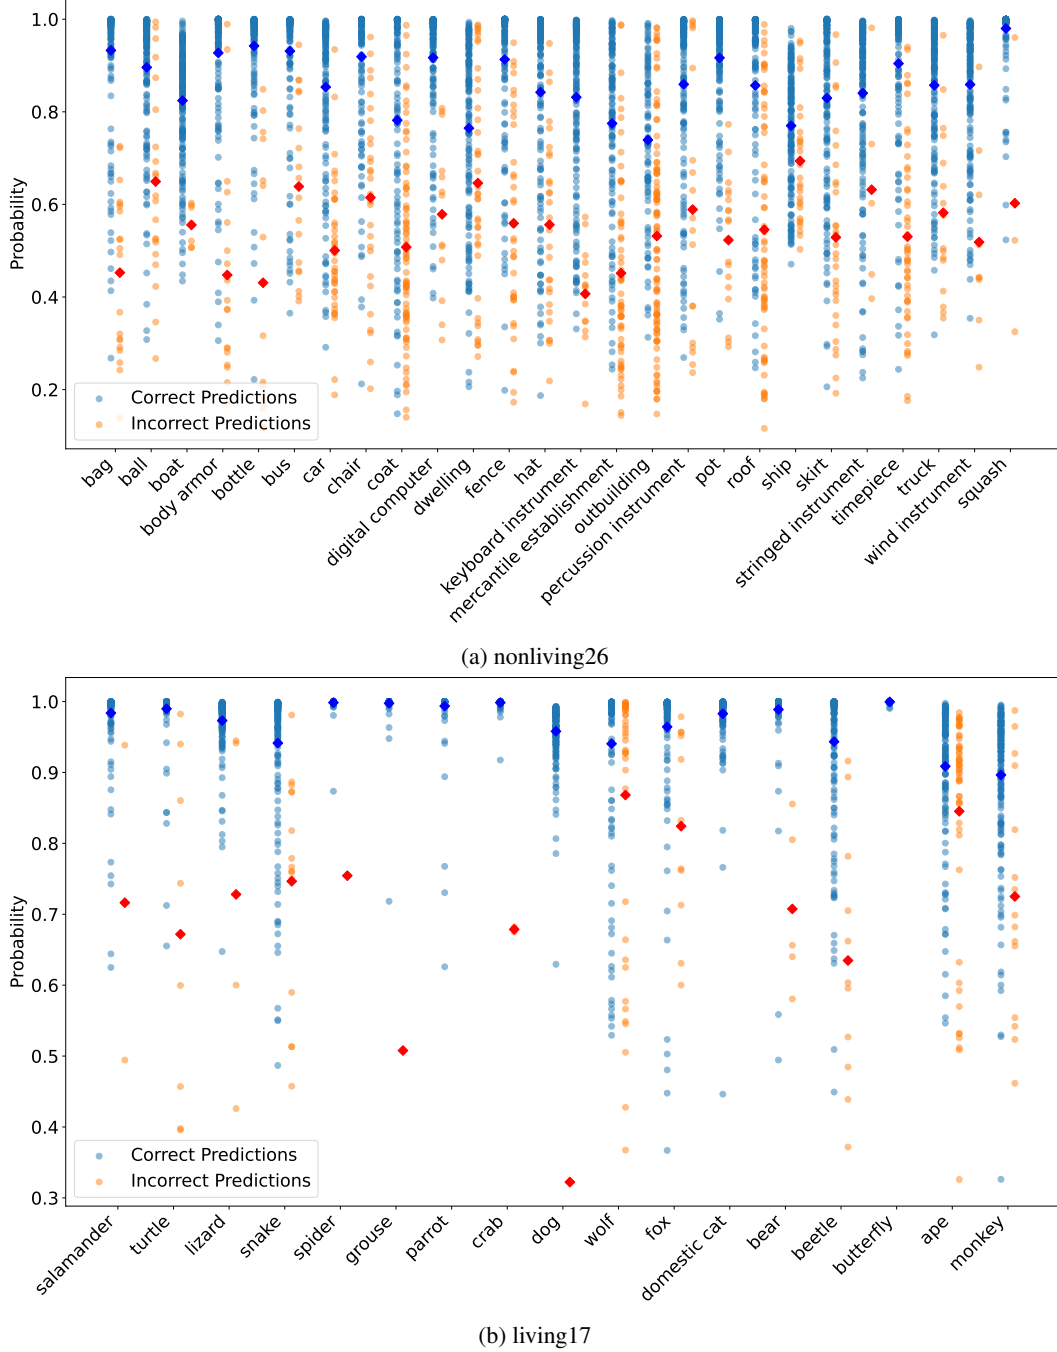 1.0
0.8
0.6
0.4
0.2
Probability
Correct Predictions
Incorrect Predictions
bag
ball
boat
body armor
bottle
bus
car
chair
coat
digital computer
dwelling
fence
hat
keyboard instrument
mercantile establishment
outbuilding
percussion instrument
pot
roof
ship
skirt
stringed instrument
timepiece
truck
wind instrument
squash
(a) nonliving26
1.0
0.9
0.8
0.7
0.6
0.5
0.4
0.3
Probability
Correct Predictions
Incorrect Predictions
salamander
turtle
lizard
snake
spider
grouse
parrot
crab
dog
wolf
fox
domestic cat
bear
beetle
butterfly
ape
monkey
(b) living17